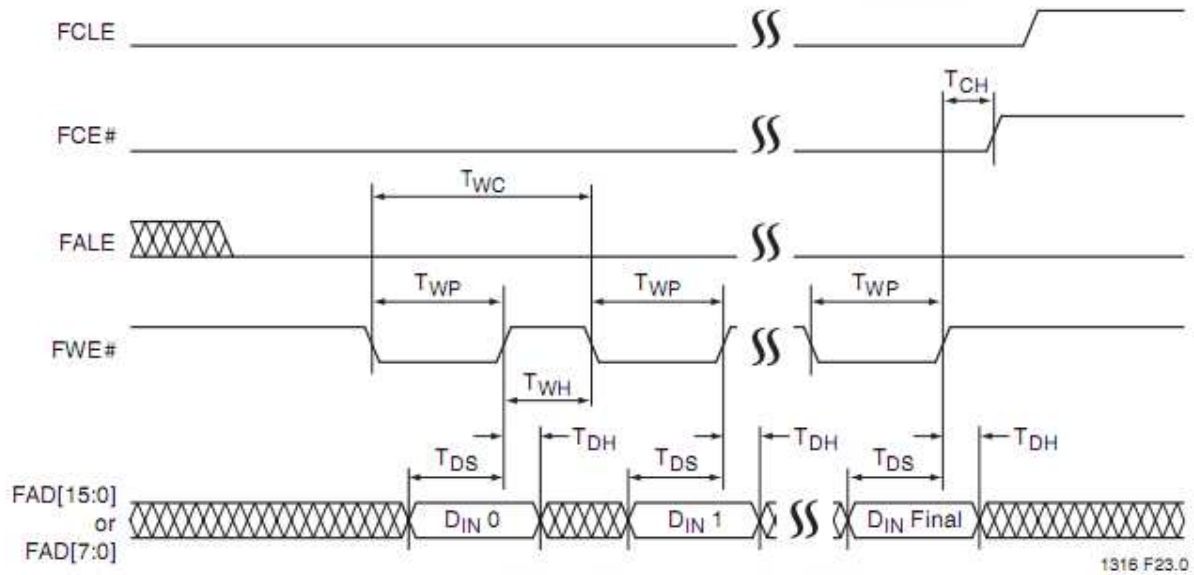 FCLE
T_CH
FCE#
T_WC
FALE
T_WP T_WP T_WP
FWE#
T_WH
T_DH T_DH T_DH
T_DS T_DS T_DS
FAD[15:0]
or
FAD[7:0]
D_IN 0 D_IN 1 D_IN Final
1316 F23.0